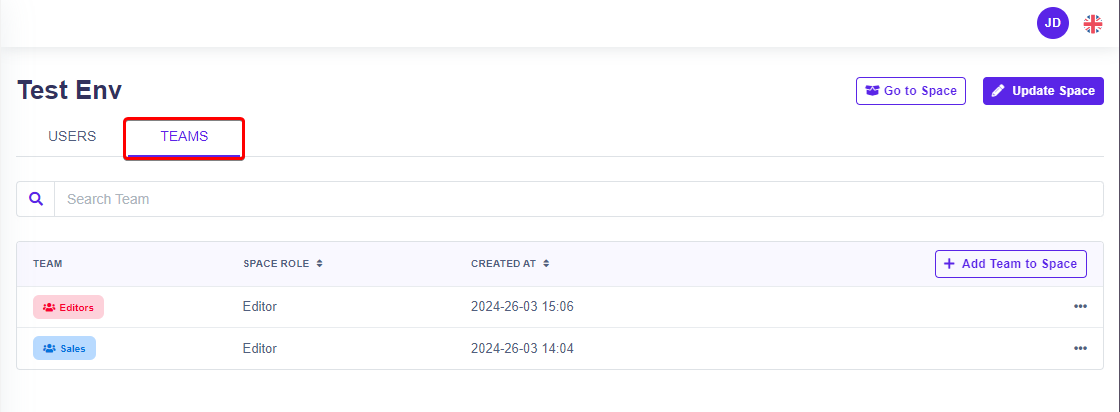 JD
Test Env
Go to Space
Update Space
USERS
TEAMS
Search Team
TEAM SPACE ROLE CREATED AT Add Team to Space
Editors Editor 2024-26-03 15:06
Sales Editor 2024-26-03 14:04